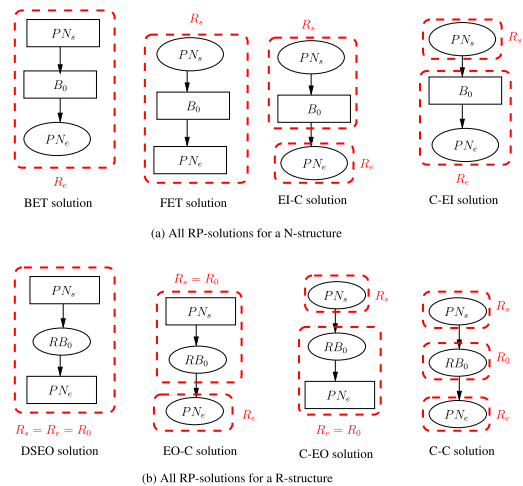 R_s
R_s
PN_s
PN_s
PN_s
PN_s
R_s
B_0
B_0
B_0
B_0
PN_e
PN_e
PN_e
PN_e
R_e
R_e
R_e
BET solution
FET solution
EI-C solution
C-EI solution
(a) All RP-solutions for a N-structure
R_s = R_0
PN_s
PN_s
PN_s
R_s
PN_s
R_s
RB_0
RB_0
RB_0
RB_0
R_0
PN_e
PN_e
R_e
PN_e
PN_e
R_e
R_s = R_e = R_0
R_e = R_0
DSEO solution
EO-C solution
C-EO solution
C-C solution
(b) All RP-solutions for a R-structure